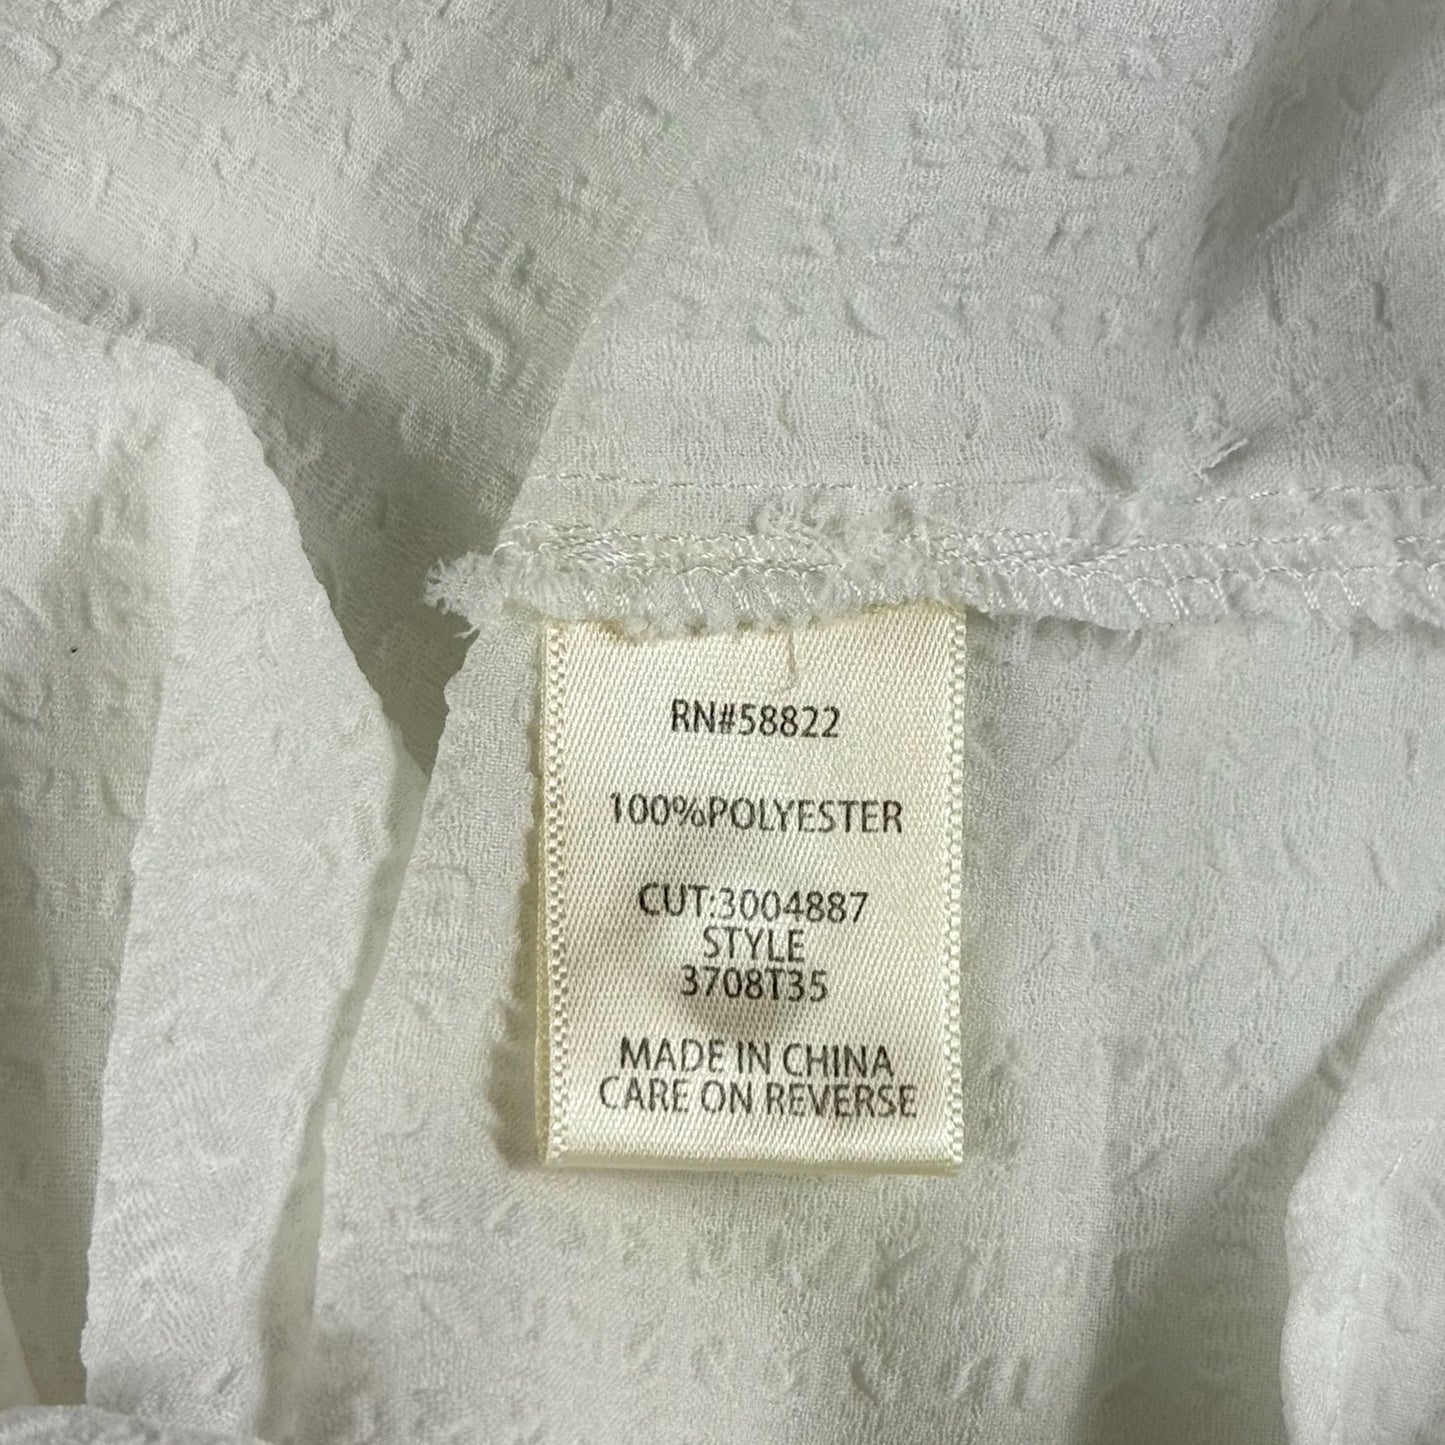 RN#58822
100%POLYESTER
CUT:3004887
STYLE
3708T35
MADE IN CHINA
CARE ON REVERSE